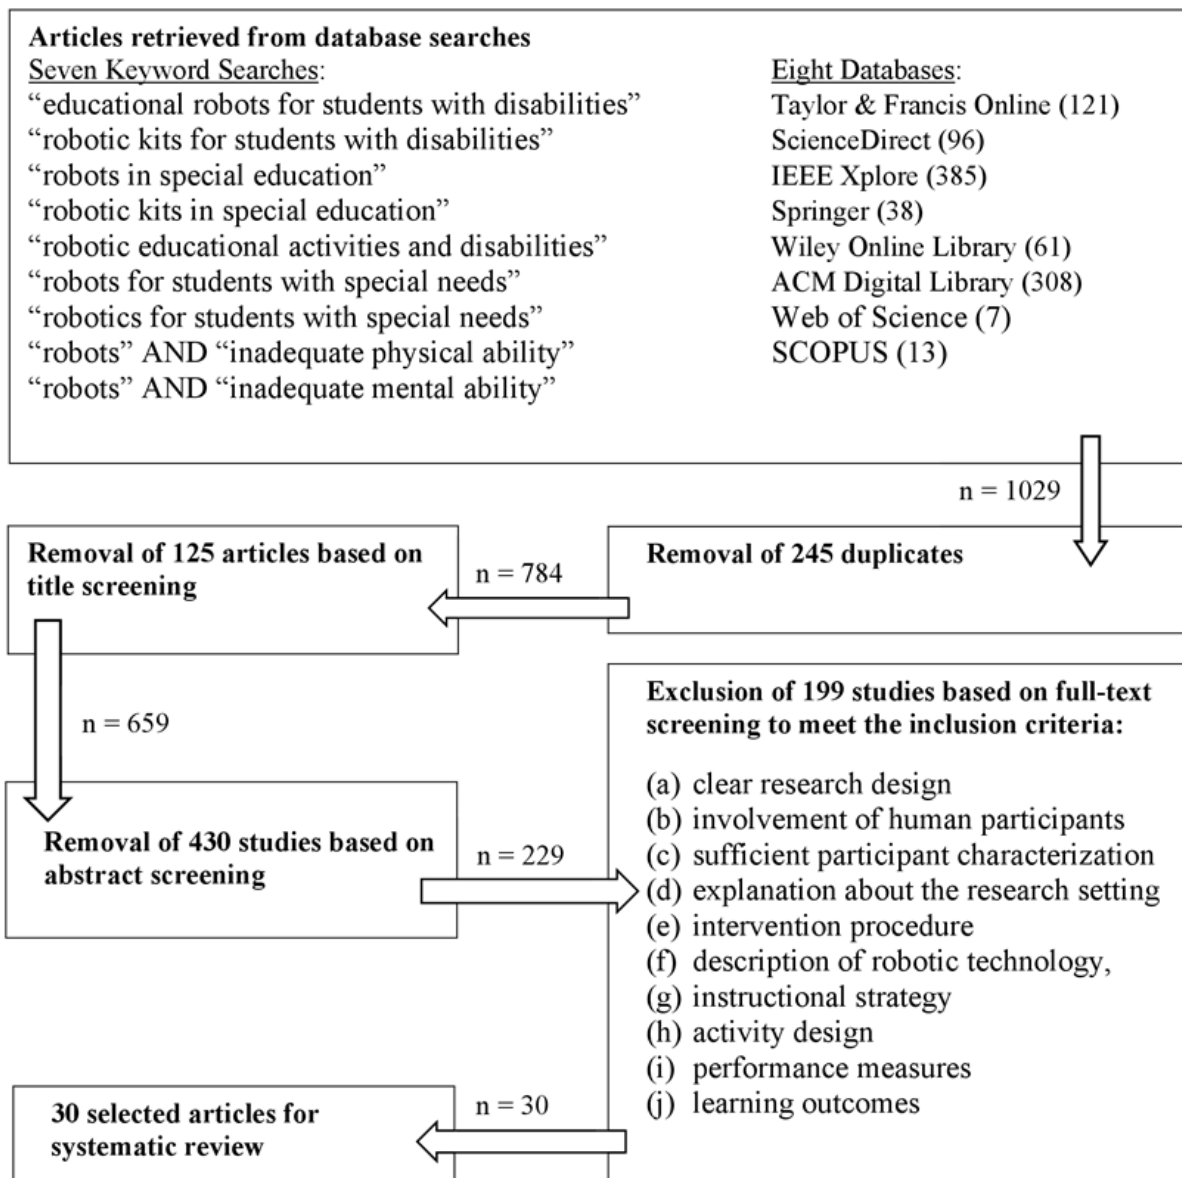 Articles retrieved from database searches
Seven Keyword Searches:
“educational robots for students with disabilities”
“robotic kits for students with disabilities”
“robots in special education”
“robotic kits in special education”
“robotic educational activities and disabilities”
“robots for students with special needs”
“robotics for students with special needs”
“robots” AND “inadequate physical ability”
“robots” AND “inadequate mental ability”
Eight Databases:
Taylor & Francis Online (121)
ScienceDirect (96)
IEEE Xplore (385)
Springer (38)
Wiley Online Library (61)
ACM Digital Library (308)
Web of Science (7)
SCOPUS (13)
n = 1029
Removal of 245 duplicates
n = 784
Removal of 125 articles based on
title screening
n = 659
Removal of 430 studies based on
abstract screening
n = 229
Exclusion of 199 studies based on full-text
screening to meet the inclusion criteria:
(a) clear research design
(b) involvement of human participants
(c) sufficient participant characterization
(d) explanation about the research setting
(e) intervention procedure
(f) description of robotic technology,
(g) instructional strategy
(h) activity design
(i) performance measures
(j) learning outcomes
n = 30
30 selected articles for
systematic review